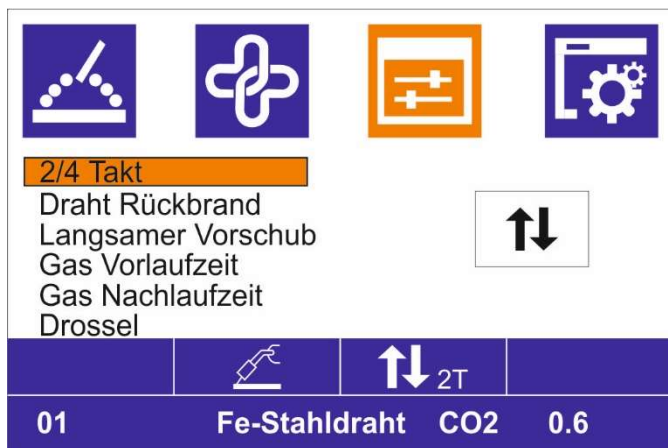 2/4 Takt
Draht Rückbrand
Langsamer Vorschub
Gas Vorlaufzeit
Gas Nachlaufzeit
Drossel
2T
01 Fe-Stahldraht CO2 0.6